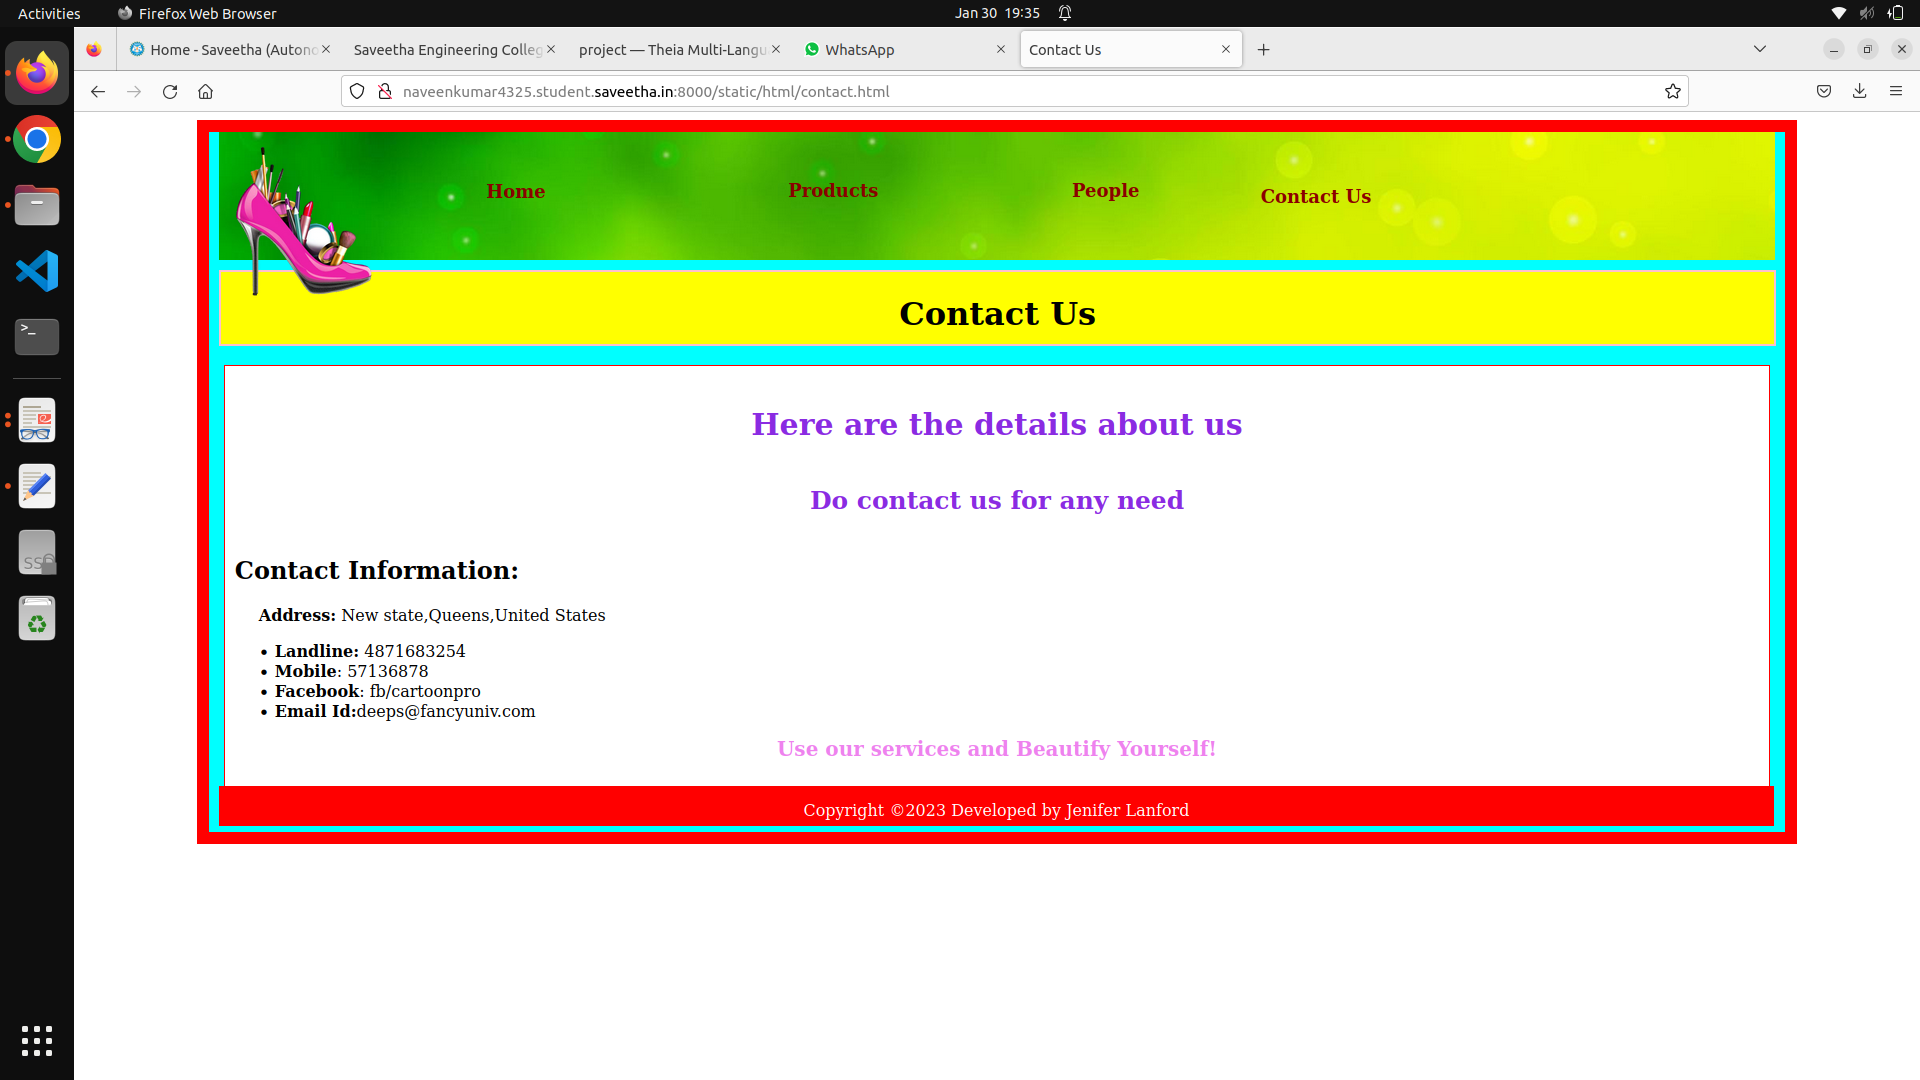 Activities Firefox Web Browser Jan 30 19:35
Home - Saveetha (Autono Saveetha Engineering Colleg project — Theia Multi-Langu WhatsApp Contact Us
naveenkumar4325.student.saveetha.in:8000/static/html/contact.html
Home Products People Contact Us
Contact Us
Here are the details about us
Do contact us for any need
Contact Information:
Address: New state,Queens,United States
• Landline: 4871683254
• Mobile: 57136878
• Facebook: fb/cartoonpro
• Email Id:deeps@fancyuniv.com
Use our services and Beautify Yourself!
Copyright ©2023 Developed by Jenifer Lanford